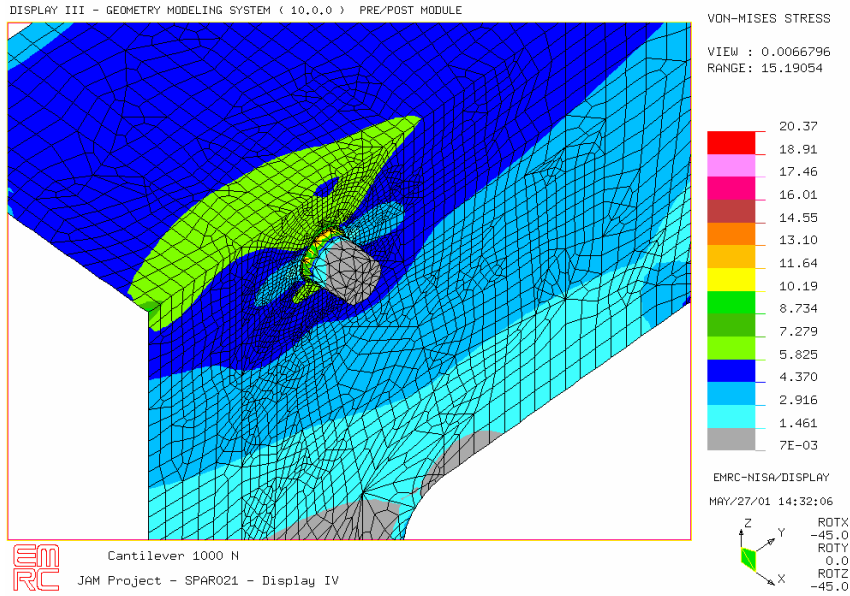 DISPLAY III - GEOMETRY MODELING SYSTEM ( 10.0.0 ) PRE/POST MODULE
VON-MISES STRESS
VIEW : 0.0066796
RANGE: 15.19054
20.37
18.91
17.46
16.01
14.55
13.10
11.64
10.19
8.734
7.279
5.825
4.370
2.916
1.461
7E-03
EMRC-NISA/DISPLAY
MAY/27/01 14:32:06
Z
Y
X
ROTX
-45.0
ROTY
0.0
ROTZ
-45.0
EMRC
Cantilever 1000 N
JAM Project - SPAR021 - Display IV